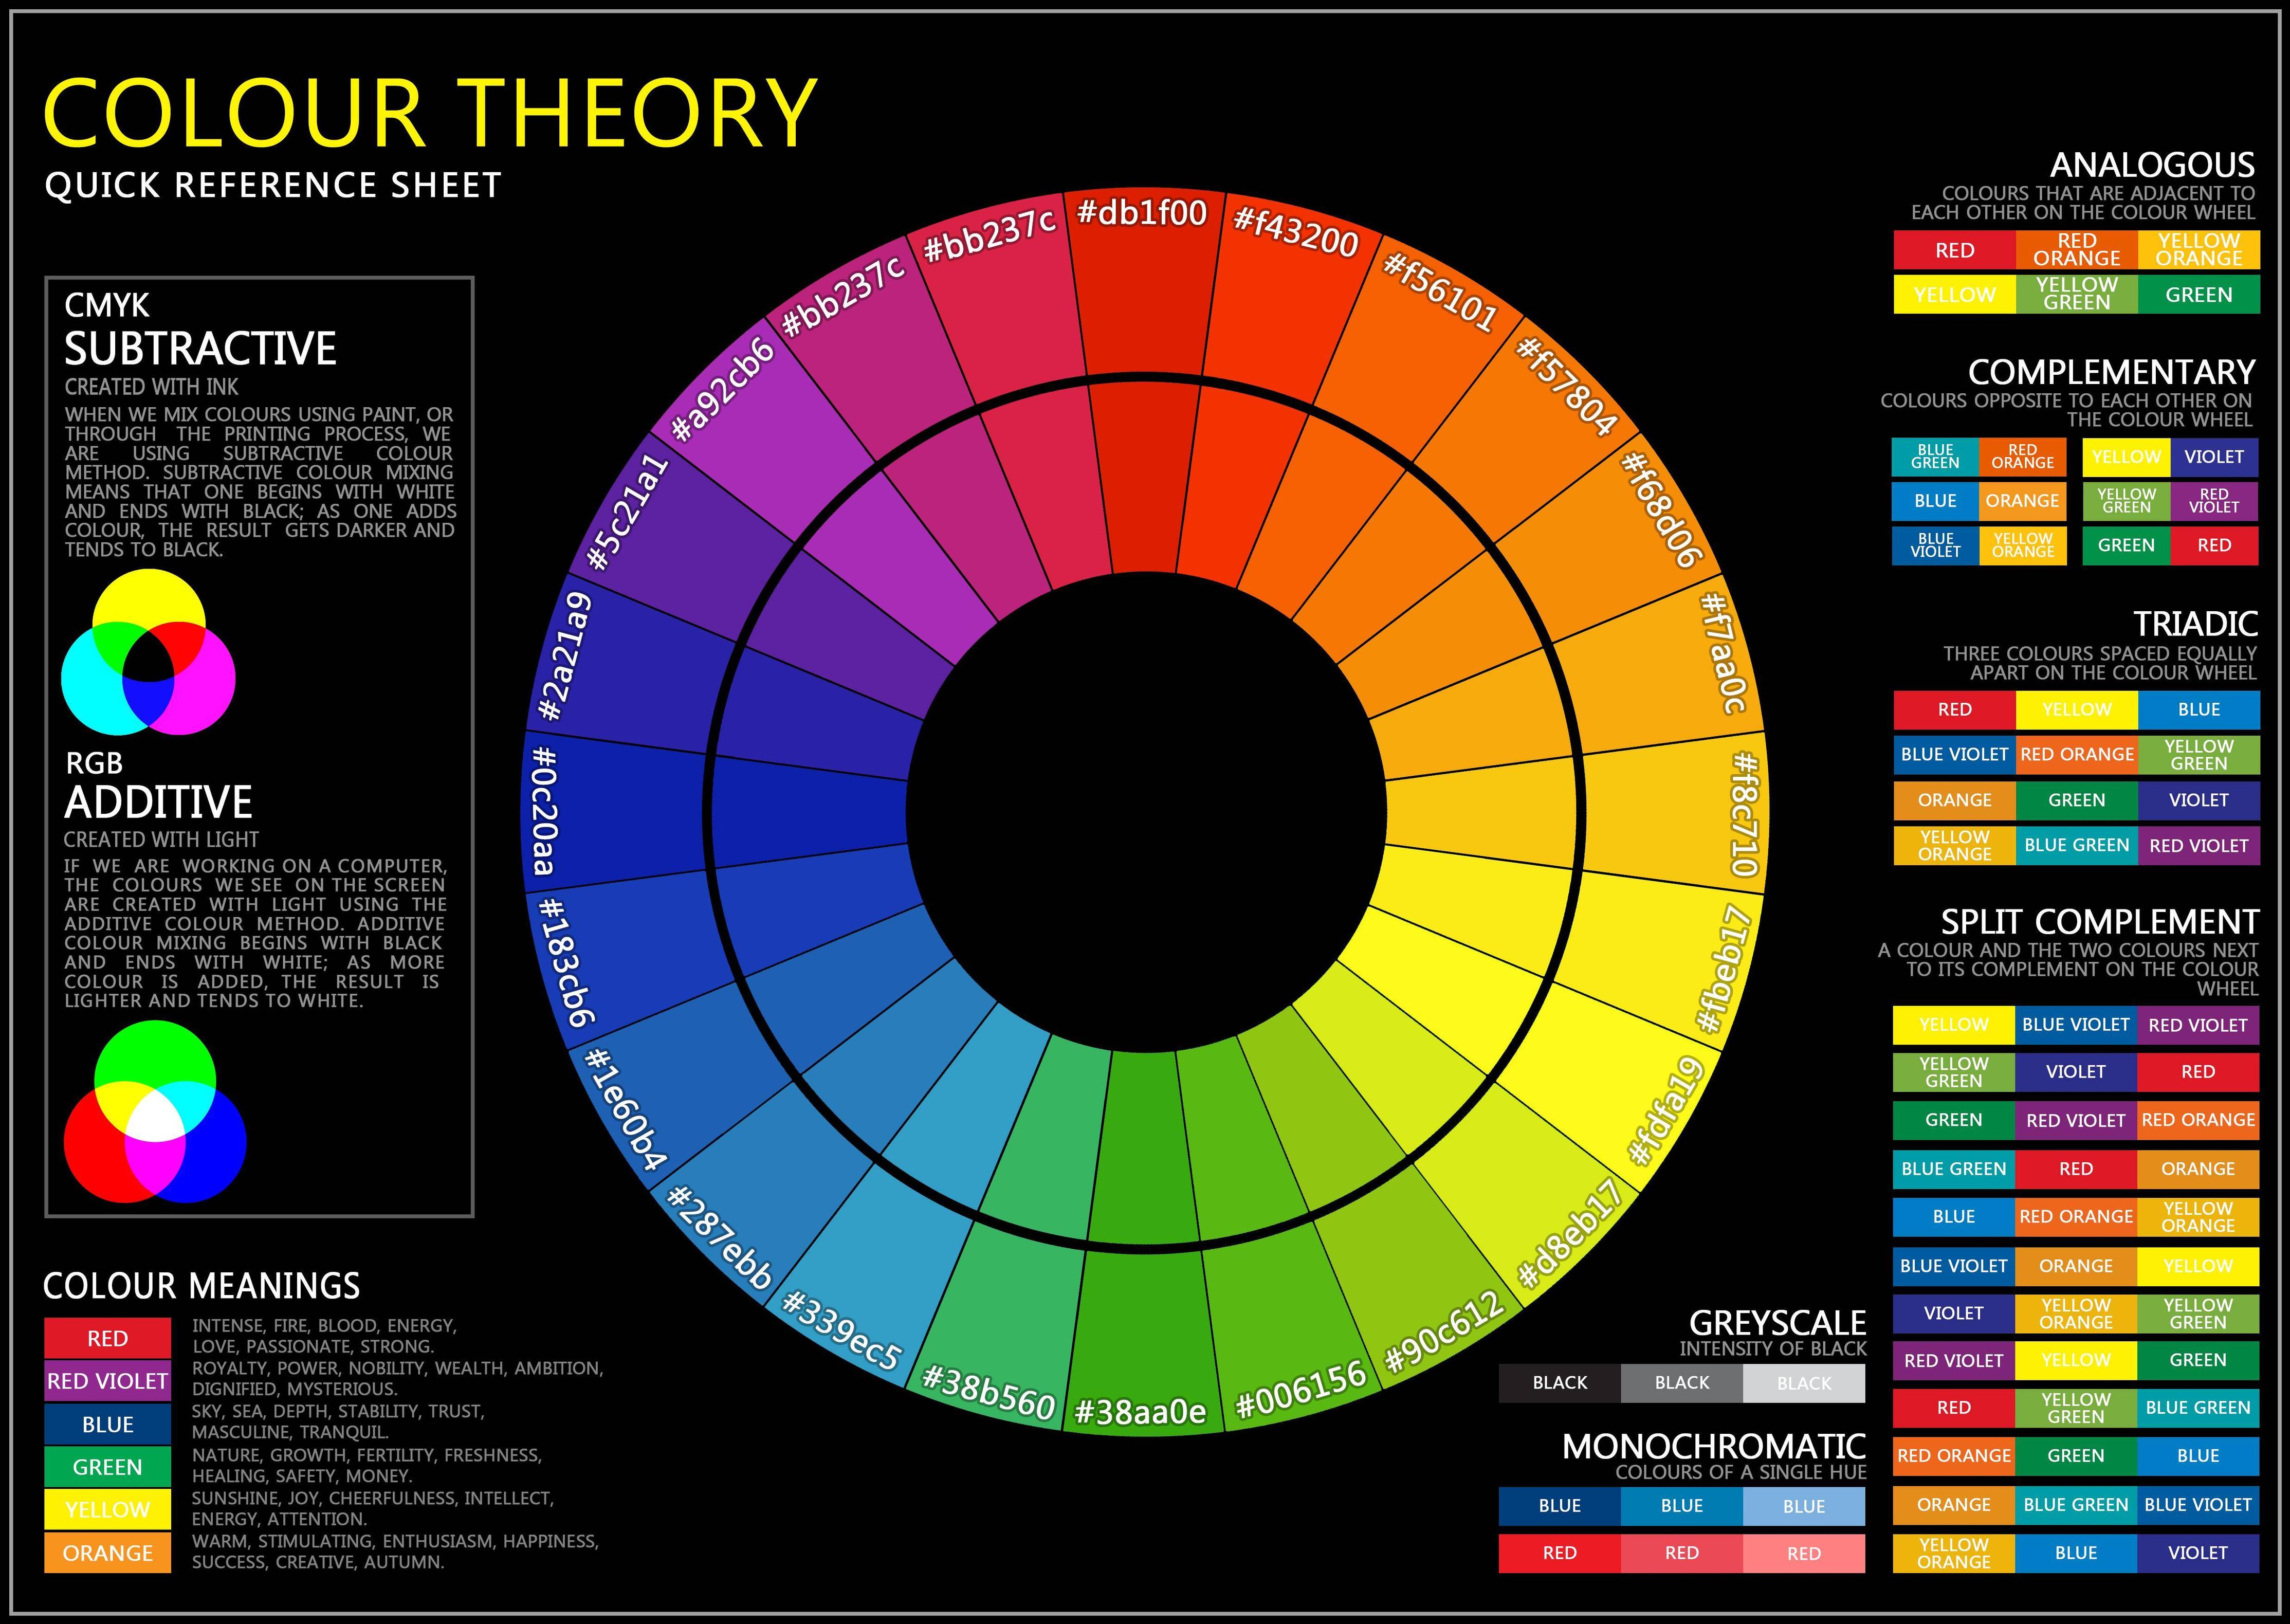 COLOUR THEORY
QUICK REFERENCE SHEET
CMYK
SUBTRACTIVE
CREATED WITH INK
WHEN WE MIX COLOURS USING PAINT, OR
THROUGH THE PRINTING PROCESS, WE
ARE USING SUBTRACTIVE COLOUR
METHOD. SUBTRACTIVE COLOUR MIXING
MEANS THAT ONE BEGINS WITH WHITE
AND ENDS WITH BLACK; AS ONE ADDS
COLOUR, THE RESULT GETS DARKER AND
TENDS TO BLACK.
RGB
ADDITIVE
CREATED WITH LIGHT
IF WE ARE WORKING ON A COMPUTER,
THE COLOURS WE SEE ON THE SCREEN
ARE CREATED WITH LIGHT USING THE
ADDITIVE COLOUR METHOD. ADDITIVE
COLOUR MIXING BEGINS WITH BLACK
AND ENDS WITH WHITE; AS MORE
COLOUR IS ADDED, THE RESULT IS
LIGHTER AND TENDS TO WHITE.
COLOUR MEANINGS
RED
INTENSE, FIRE, BLOOD, ENERGY,
LOVE, PASSIONATE, STRONG.
RED VIOLET
ROYALTY, POWER, NOBILITY, WEALTH, AMBITION,
DIGNIFIED, MYSTERIOUS.
BLUE
SKY, SEA, DEPTH, STABILITY, TRUST,
MASCULINE, TRANQUIL.
GREEN
NATURE, GROWTH, FERTILITY, FRESHNESS,
HEALING, SAFETY, MONEY.
YELLOW
SUNSHINE, JOY, CHEERFULNESS, INTELLECT,
ENERGY, ATTENTION.
ORANGE
WARM, STIMULATING, ENTHUSIASM, HAPPINESS,
SUCCESS, CREATIVE, AUTUMN.
#db1f00
#f43200
#f56101
#f57804
#f68d06
#f7aa0c
#f8c710
#fbeb17
#fdfa19
#d8eb17
#90c612
#006156
#38aa0e
#38b560
#339ec5
#287ebb
#1e60b4
#183cb6
#0c20aa
#2a21a9
#5c21a1
#a92cb6
#bb237c
#bb237c
ANALOGOUS
COLOURS THAT ARE ADJACENT TO
EACH OTHER ON THE COLOUR WHEEL
RED RED ORANGE YELLOW ORANGE
YELLOW YELLOW GREEN GREEN
COMPLEMENTARY
COLOURS OPPOSITE TO EACH OTHER ON
THE COLOUR WHEEL
BLUE GREEN RED ORANGE YELLOW VIOLET
BLUE ORANGE YELLOW GREEN RED VIOLET
BLUE VIOLET YELLOW ORANGE GREEN RED
TRIADIC
THREE COLOURS SPACED EQUALLY
APART ON THE COLOUR WHEEL
RED YELLOW BLUE
BLUE VIOLET RED ORANGE YELLOW GREEN
ORANGE GREEN VIOLET
YELLOW ORANGE BLUE GREEN RED VIOLET
SPLIT COMPLEMENT
A COLOUR AND THE TWO COLOURS NEXT
TO ITS COMPLEMENT ON THE COLOUR
WHEEL
YELLOW BLUE VIOLET RED VIOLET
YELLOW GREEN VIOLET RED
GREEN RED VIOLET RED ORANGE
BLUE GREEN RED ORANGE
BLUE RED ORANGE YELLOW ORANGE
BLUE VIOLET ORANGE YELLOW
VIOLET YELLOW ORANGE YELLOW GREEN
RED VIOLET YELLOW GREEN
RED YELLOW GREEN BLUE GREEN
RED ORANGE GREEN BLUE
ORANGE BLUE GREEN BLUE VIOLET
YELLOW ORANGE BLUE VIOLET
GREYSCALE
INTENSITY OF BLACK
BLACK BLACK BLACK
MONOCHROMATIC
COLOURS OF A SINGLE HUE
BLUE BLUE BLUE
RED RED RED